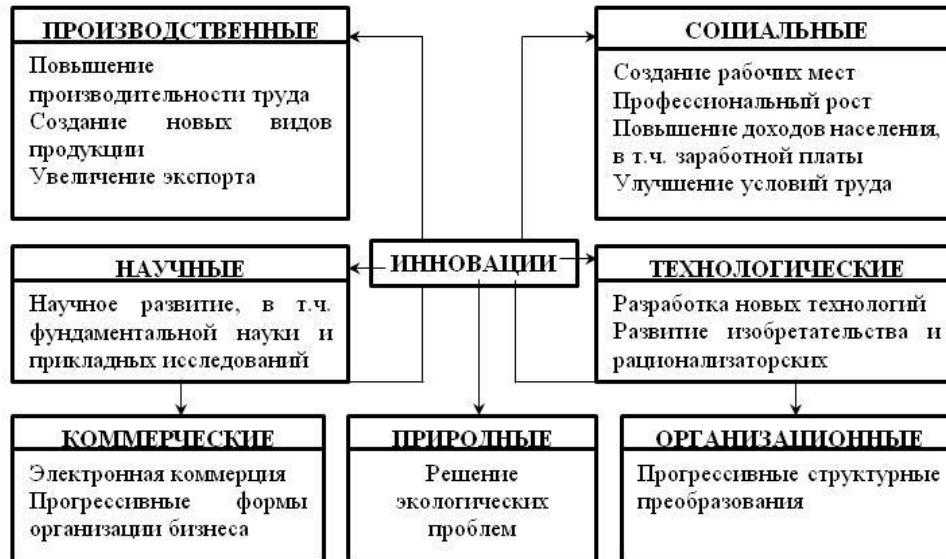 ПРОИЗВОДСТВЕННЫЕ
Повышение
производительности труда
Создание новых видов
продукции
Увеличение экспорта
СОЦИАЛЬНЫЕ
Создание рабочих мест
Профессиональный рост
Повышение доходов населения,
в т.ч. заработной платы
Улучшение условий труда
ИННОВАЦИИ
НАУЧНЫЕ
Научное развитие, в т.ч.
фундаментальной науки и
прикладных исследований
ТЕХНОЛОГИЧЕСКИЕ
Разработка новых технологий
Развитие изобретательства и
рационализаторских
КОММЕРЧЕСКИЕ
Электронная коммерция
Прогрессивные формы
организации бизнеса
ПРИРОДНЫЕ
Решение
экологических
проблем
ОРГАНИЗАЦИОННЫЕ
Прогрессивные структурные
преобразования